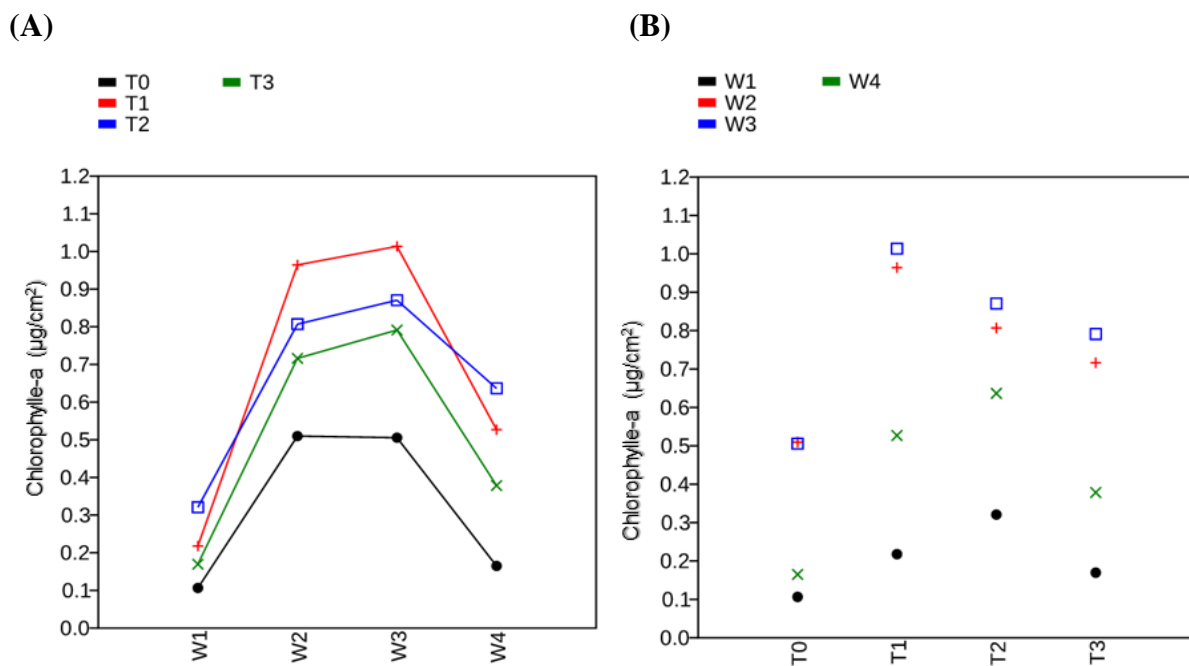 (A)
T0 T3
T1
T2
Chlorophylle-a (µg/cm²)
1.2
1.1
1.0
0.9
0.8
0.7
0.6
0.5
0.4
0.3
0.2
0.1
0.0
W1 W2 W3 W4
(B)
W1 W4
W2
W3
Chlorophylle-a (µg/cm²)
1.2
1.1
1.0
0.9
0.8
0.7
0.6
0.5
0.4
0.3
0.2
0.1
0.0
T0 T1 T2 T3